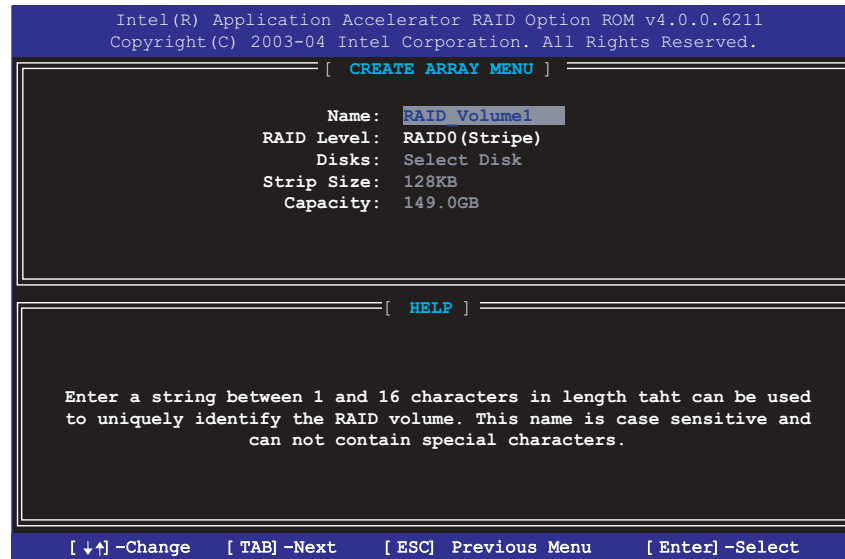 Intel(R) Application Accelerator RAID Option ROM v4.0.0.6211
Copyright(C) 2003-04 Intel Corporation. All Rights Reserved.
[ CREATE ARRAY MENU ]
Name: RAID_Volume1
RAID Level: RAID0(Stripe)
Disks: Select Disk
Strip Size: 128KB
Capacity: 149.0GB
[ HELP ]
Enter a string between 1 and 16 characters in length taht can be used
to uniquely identify the RAID volume. This name is case sensitive and
can not contain special characters.
[↓↑]-Change [TAB]-Next [ESC] Previous Menu [Enter]-Select